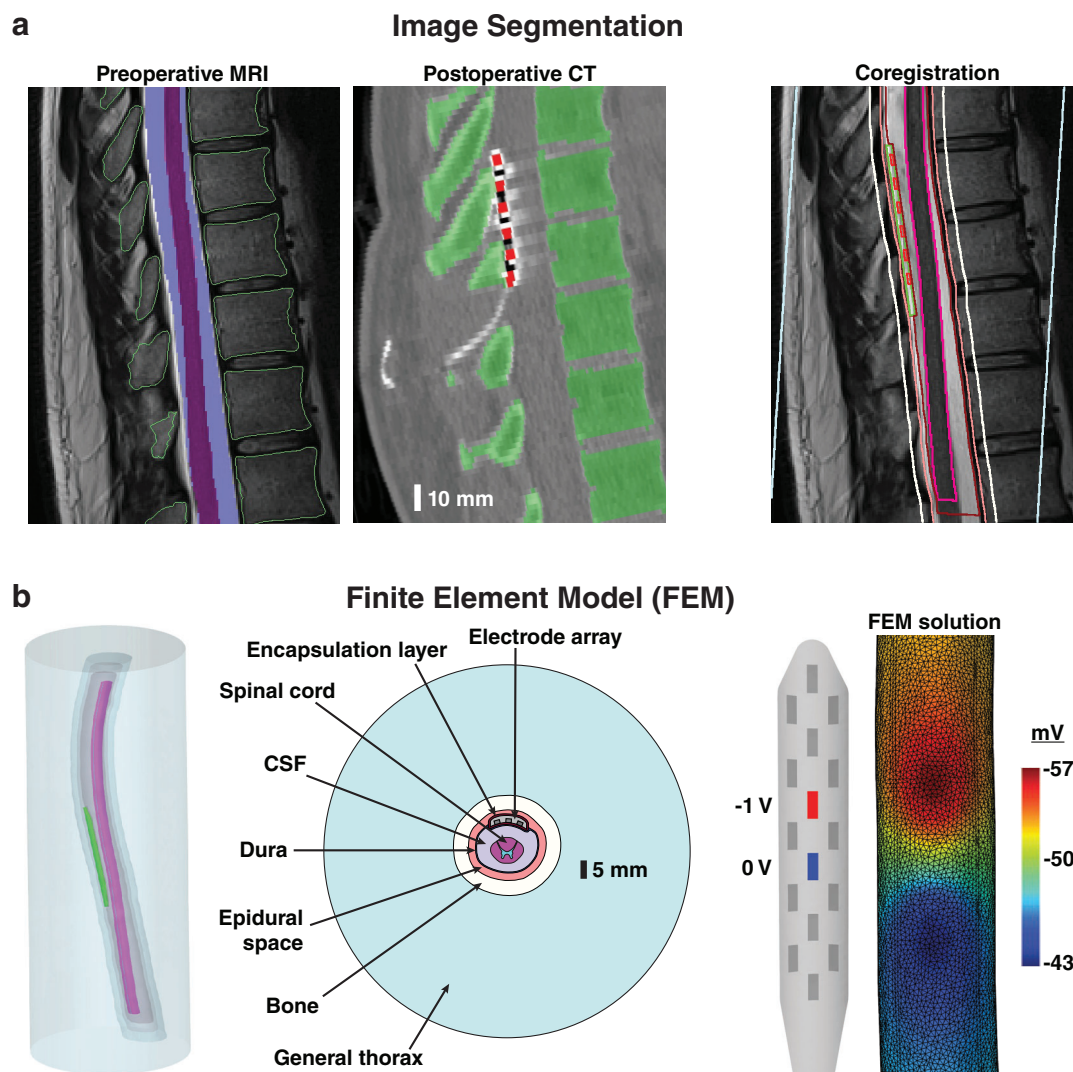 a
Image Segmentation
Preoperative MRI
Postoperative CT
Coregistration
10 mm
b
Finite Element Model (FEM)
Electrode array
FEM solution
Encapsulation layer
Spinal cord
CSF
Dura
Epidural
space
Bone
General thorax
5 mm
-1 V
0 V
mV
-57
-50
-43